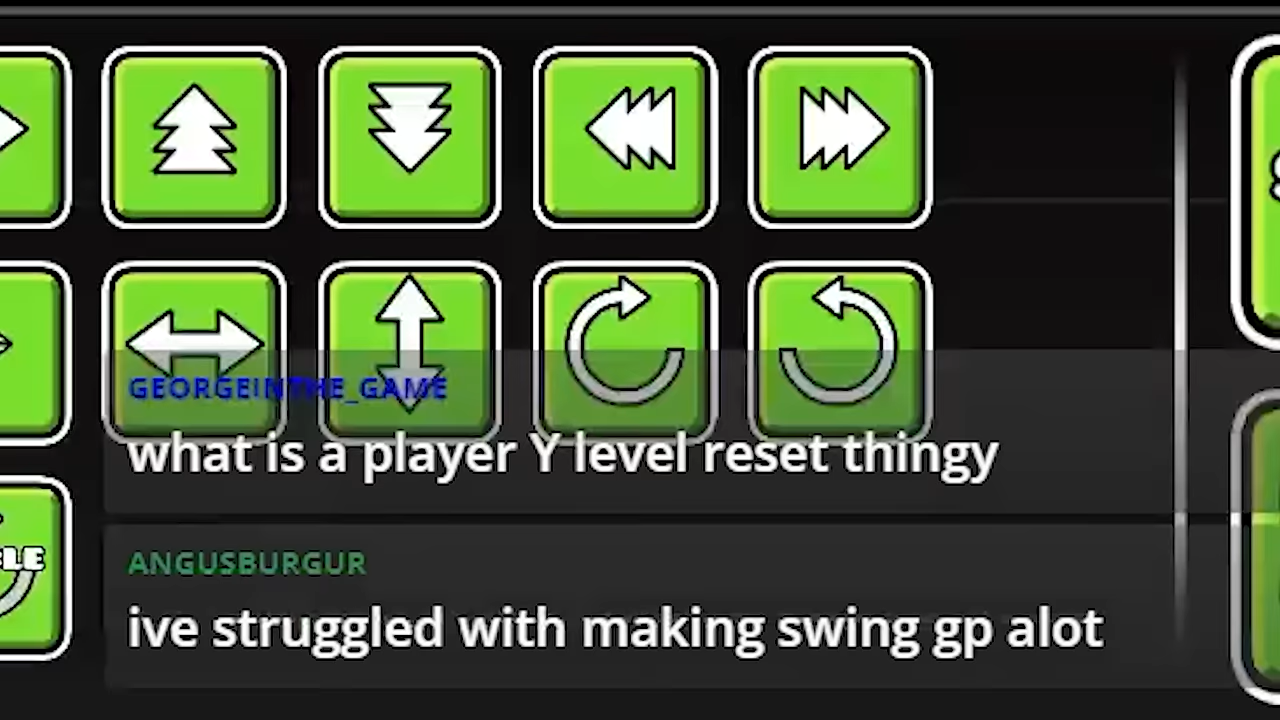 GEORGEINTHE_GAME
what is a player Y level reset thingy
ANGUSBURGUR
ive struggled with making swing gp alot